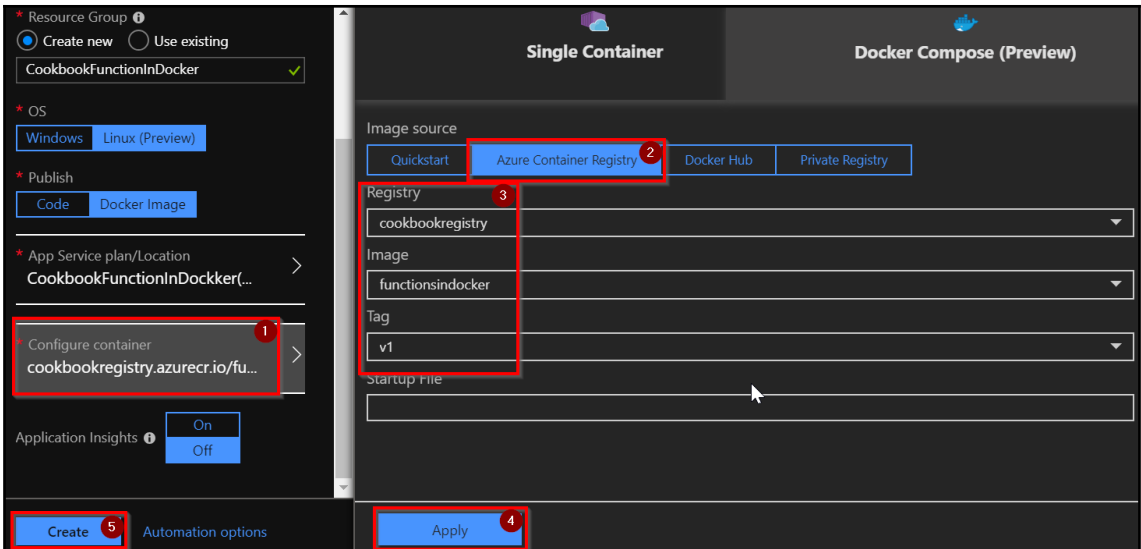 * Resource Group
Create new Use existing
CookbookFunctionInDocker
* OS
Windows Linux (Preview)
* Publish
Code Docker Image
* App Service plan/Location
CookbookFunctionInDockker(...
1
* Configure container
cookbookregistry.azurecr.io/fu...
Application Insights
On
Off
Create 5 Automation options
Single Container
Docker Compose (Preview)
Image source
Quickstart Azure Container Registry 2 Docker Hub Private Registry
Registry 3
cookbookregistry
Image
functionsindocker
Tag
v1
Startup File
Apply 4